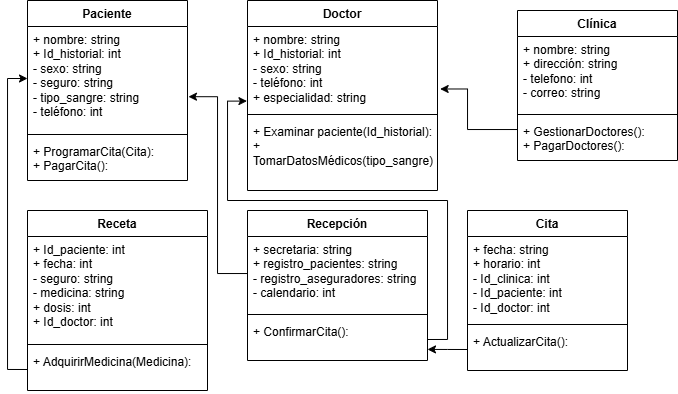 Paciente
+ nombre: string
+ Id_historial: int
- sexo: string
- seguro: string
- tipo_sangre: string
- teléfono: int
+ ProgramarCita(Cita):
+ PagarCita():
Doctor
+ nombre: string
+ Id_historial: int
- sexo: string
- teléfono: int
+ especialidad: string
+ Examinar paciente(Id_historial):
+
TomarDatosMédicos(tipo_sangre)
Clínica
+ nombre: string
+ dirección: string
- telefono: int
- correo: string
+ GestionarDoctores():
+ PagarDoctores():
Receta
+ Id_paciente: int
+ fecha: int
- seguro: string
- medicina: string
+ dosis: int
+ Id_doctor: int
+ AdquirirMedicina(Medicina):
Recepción
+ secretaria: string
+ registro_pacientes: string
- registro_aseguradores: string
- calendario: int
+ ConfirmarCita():
Cita
+ fecha: string
+ horario: int
- Id_clinica: int
- Id_paciente: int
- Id_doctor: int
+ ActualizarCita():